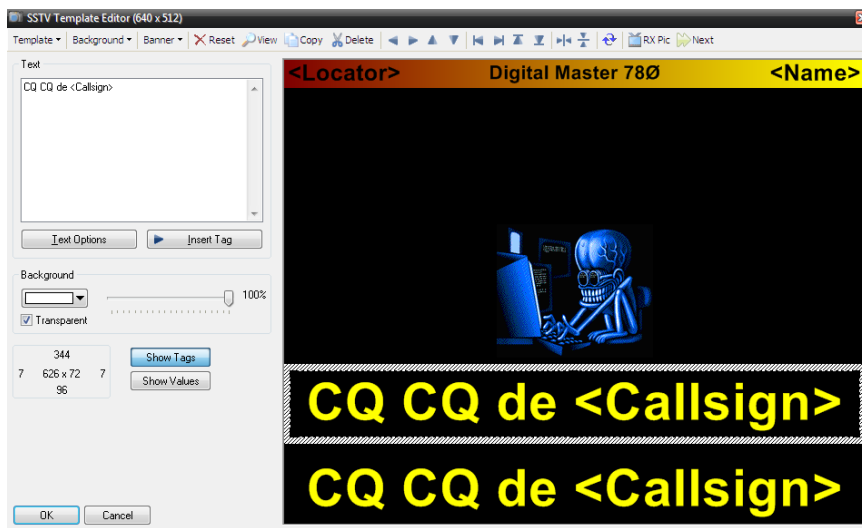 SSTV Template Editor (640 x 512)
Template Background Banner Reset View Copy Delete RX Pic Next
Text
CQ CQ de <Callsign>
Text Options Insert Tag
Background
100%
Transparent
344
7 626 x 72 7
96
Show Tags
Show Values
OK Cancel
<Locator> Digital Master 78Ø <Name>
CQ CQ de <Callsign>
CQ CQ de <Callsign>